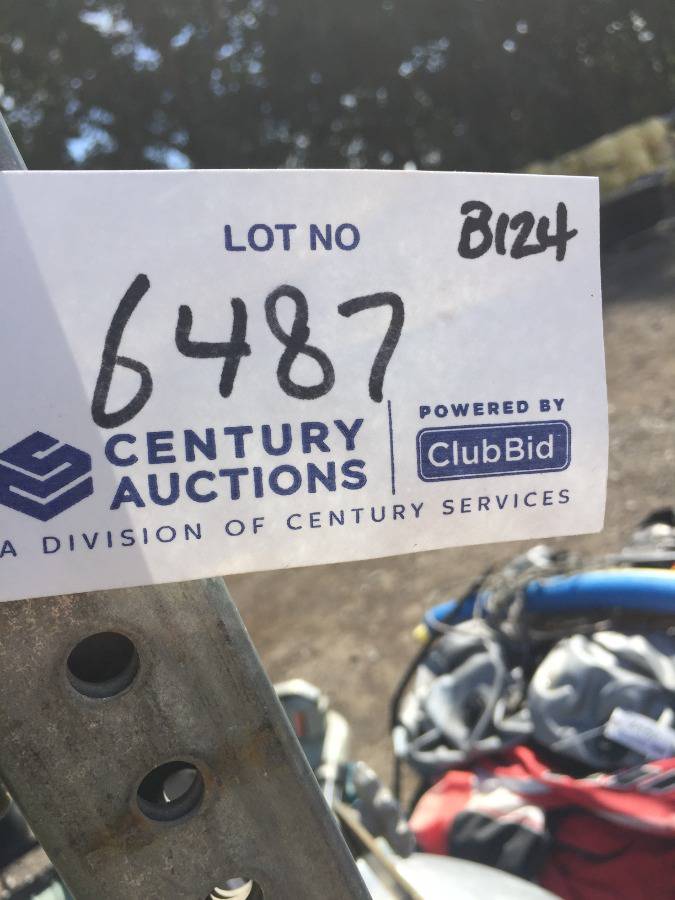 LOT NO
B124
6487
CENTURY
AUCTIONS
POWERED BY
ClubBid
A DIVISION OF CENTURY SERVICES